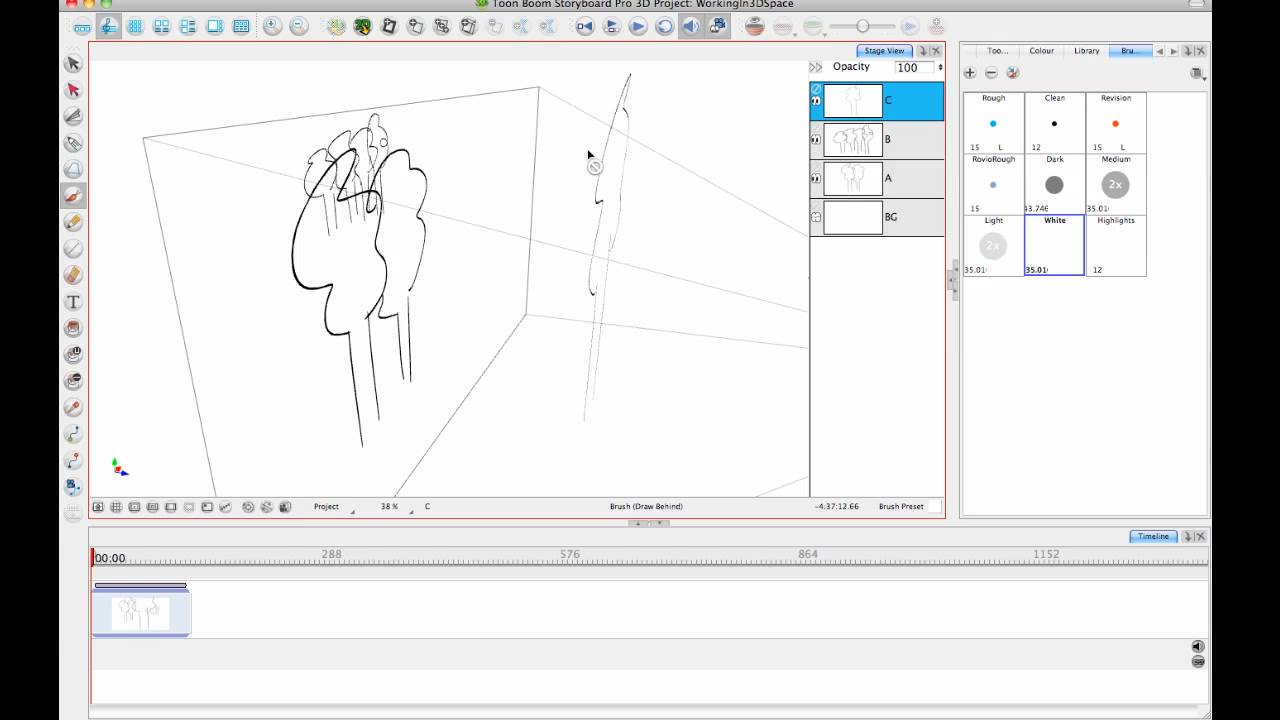 Toon Boom Storyboard Pro 3D Project: WorkingIn3DSpace
Stage View
Too... Colour Library Bru...
Opacity 100
C
B
A
BG
Rough Clean Revision
15 L 12 15 L
RovioRough Dark Medium
2x
15 43.746 35.01
Light White Highlights
2x
35.01 35.01 12
T
Project 38 % C Brush (Draw Behind) -4.37:12.66 Brush Preset
Timeline
00:00 288 576 864 1152